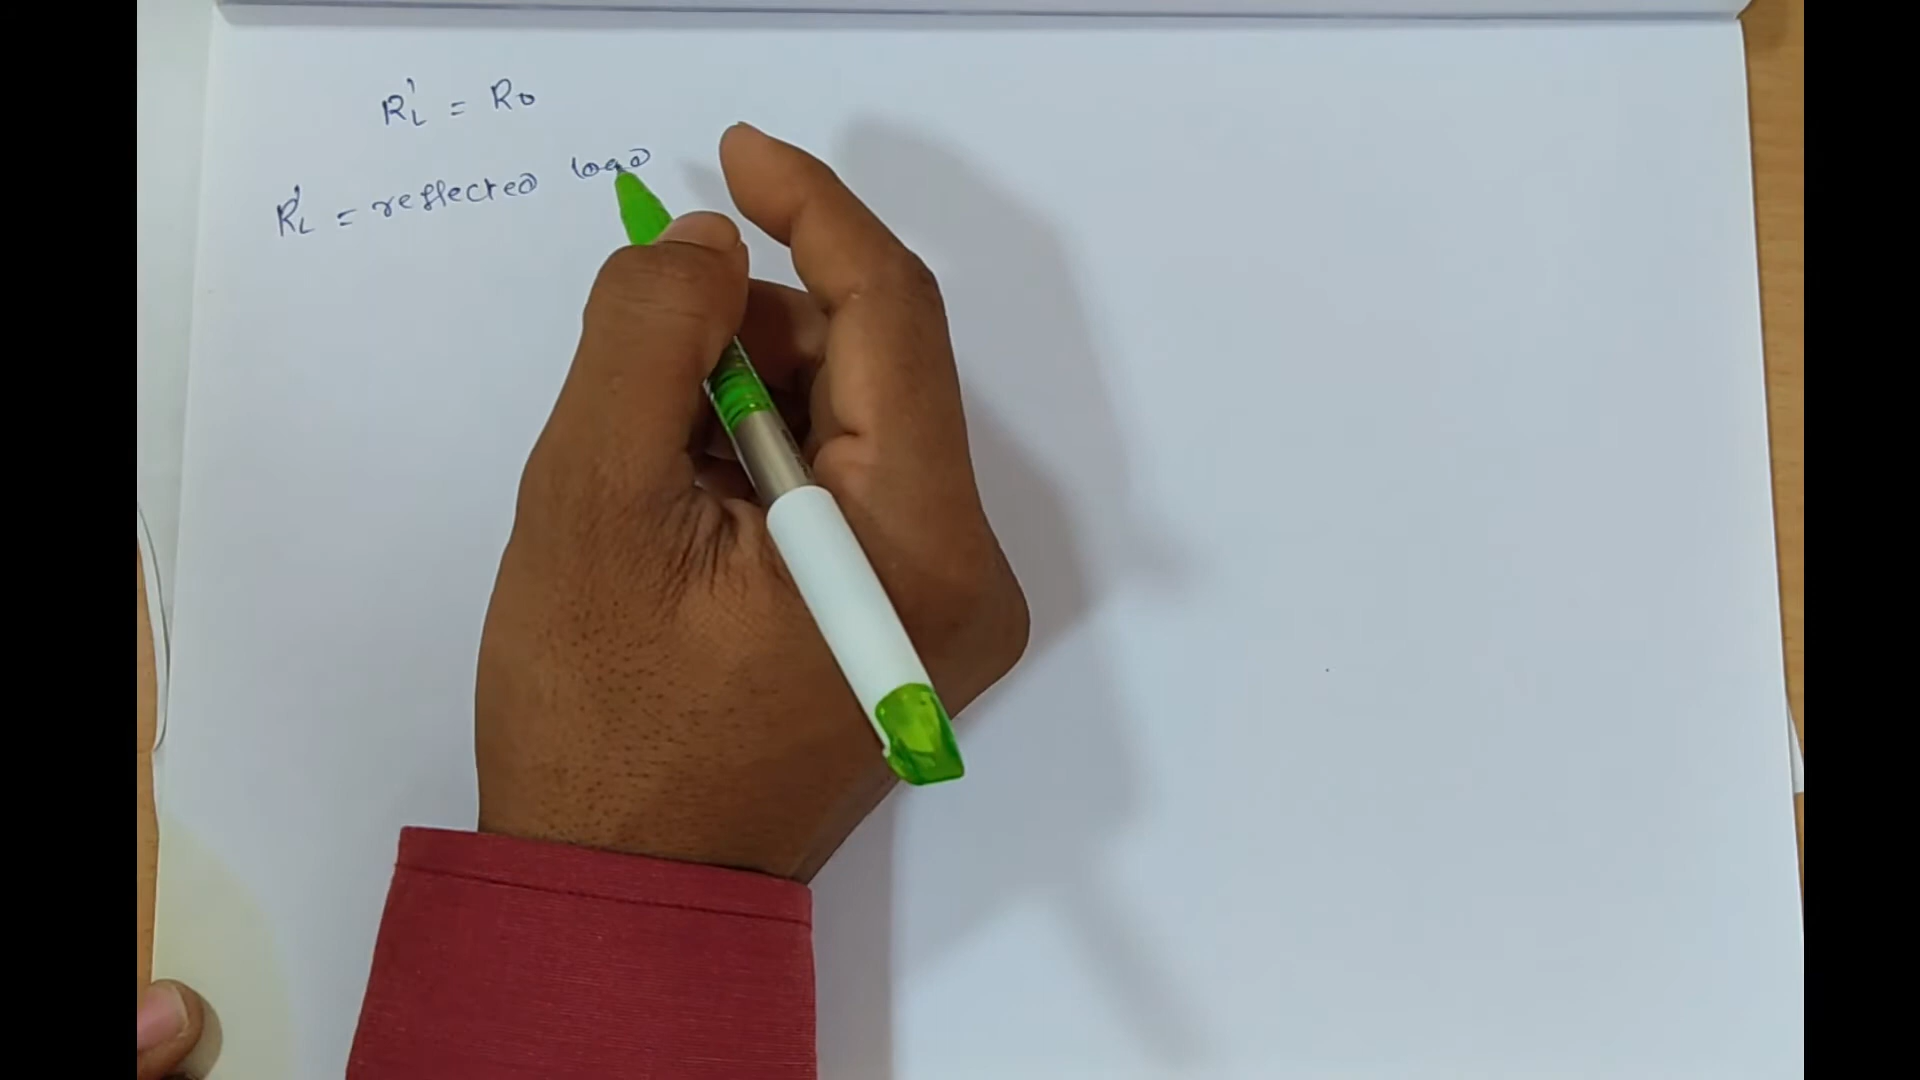 R'L = Ro
R'L = reflected load